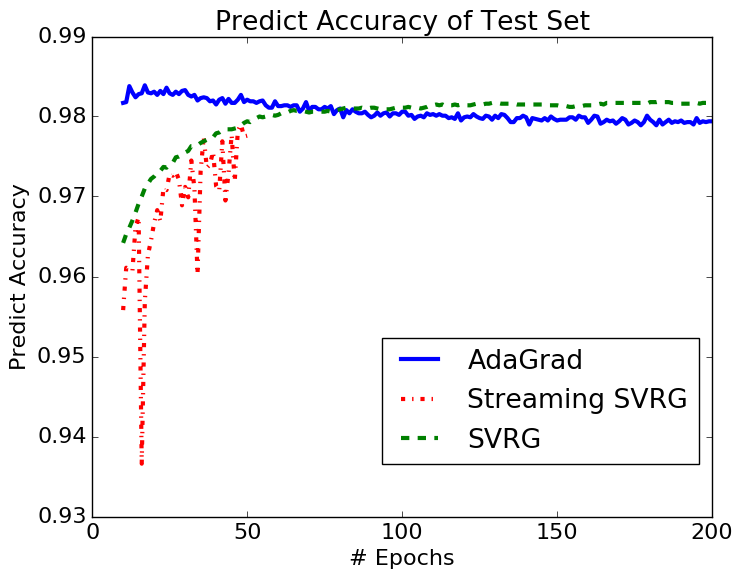 Predict Accuracy of Test Set
0.99
0.98
0.97
0.96
0.95
0.94
0.93
Predict Accuracy
AdaGrad
Streaming SVRG
SVRG
0 50 100 150 200
# Epochs